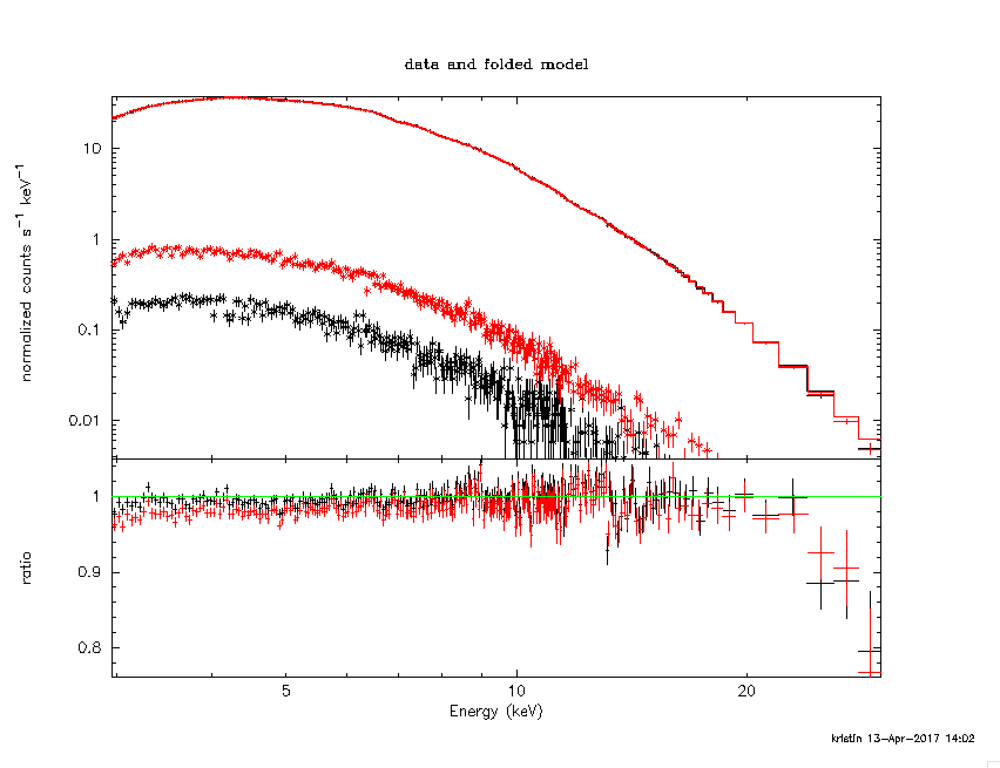 data and folded model
normalized counts s⁻¹ keV⁻¹
10
1
0.1
0.01
ratio
1
0.9
0.8
5 10 20
Energy (keV)
kristin 13-Apr-2017 14:02